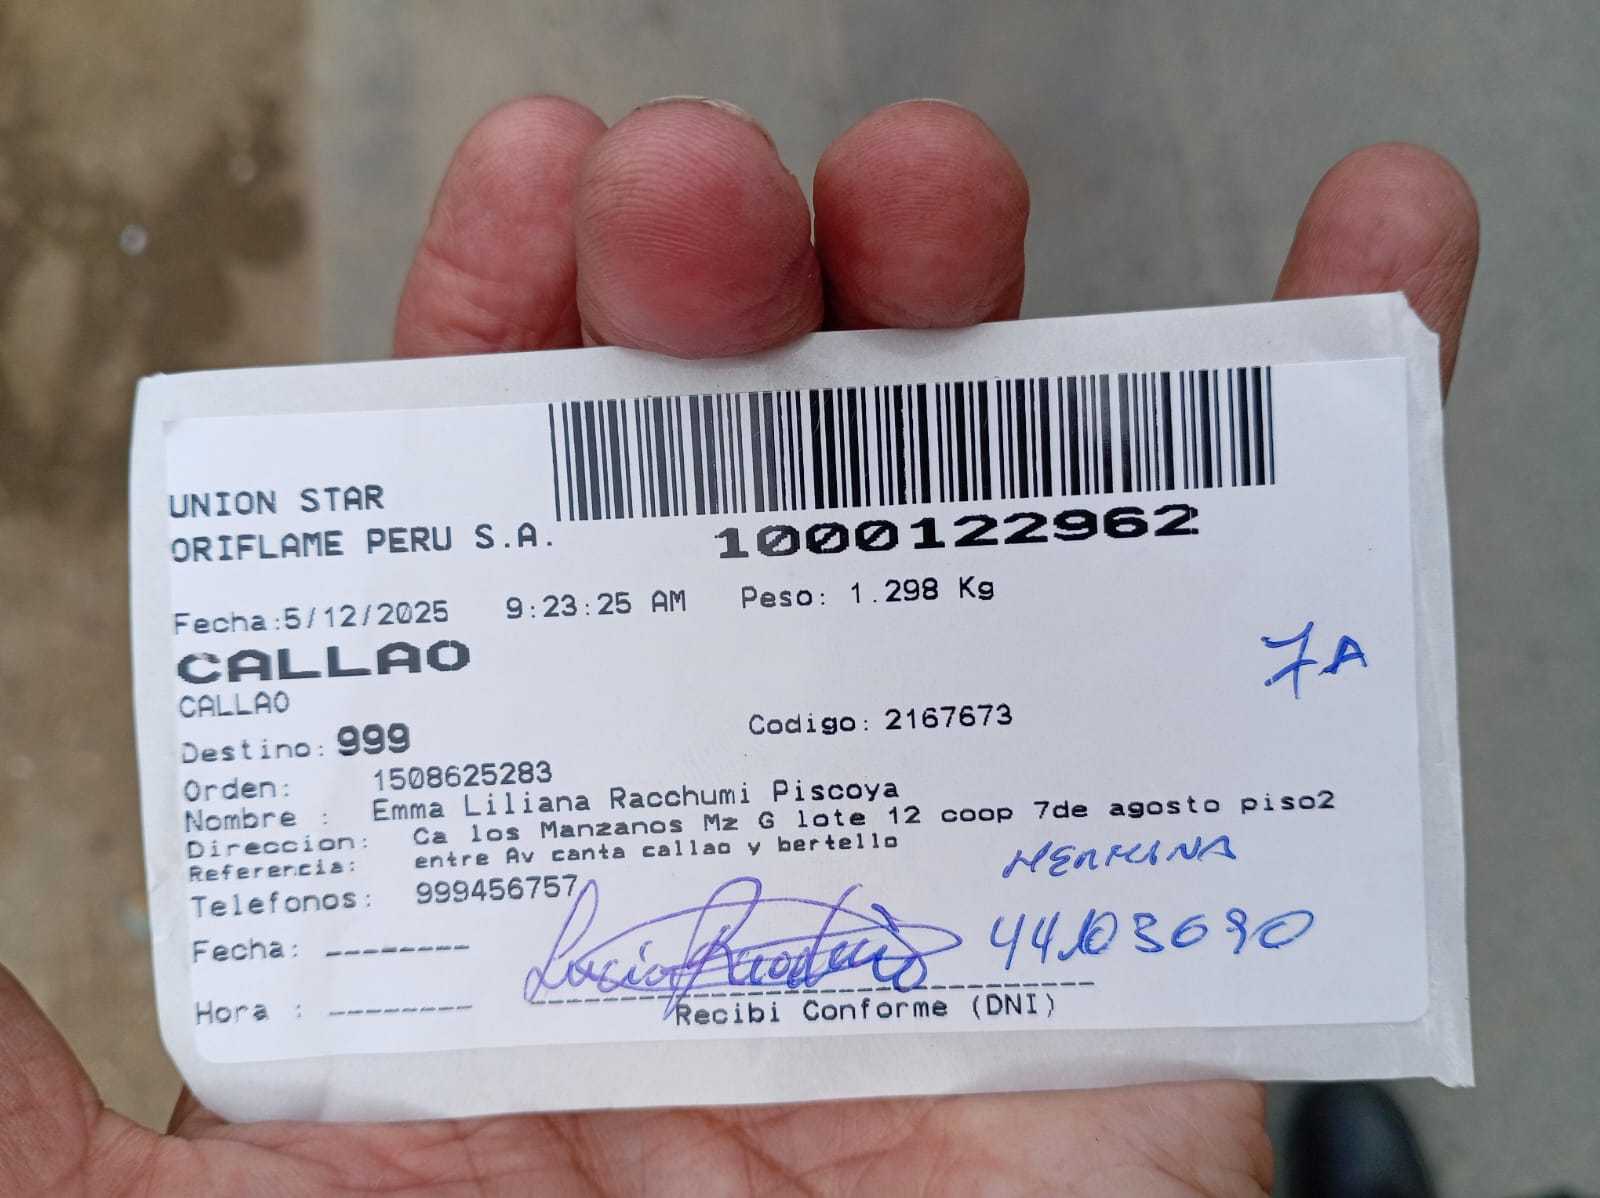 UNION STAR
ORIFLAME PERU S.A.
1000122962
Fecha:5/12/2025 9:23:25 AM Peso: 1.298 Kg
CALLAO
7A
CALLAO
Destino: 999 Codigo: 2167673
Orden: 1508625283
Nombre : Emma Liliana Racchumi Piscoya
Direccion: Ca los Manzanos Mz G lote 12 coop 7de agosto piso2
Referencia: entre Av canta callao y bertello
HERMANA
Telefonos: 999456757
Fecha: --------
Lucia
Hora : --------
Recibi Conforme (DNI)